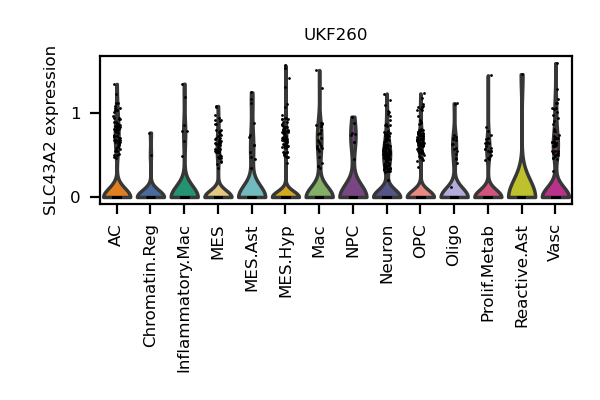 UKF260
SLC43A2 expression
1
0
AC
Chromatin.Reg
Inflammatory.Mac
MES
MES.Ast
MES.Hyp
Mac
NPC
Neuron
OPC
Oligo
Prolif.Metab
Reactive.Ast
Vasc